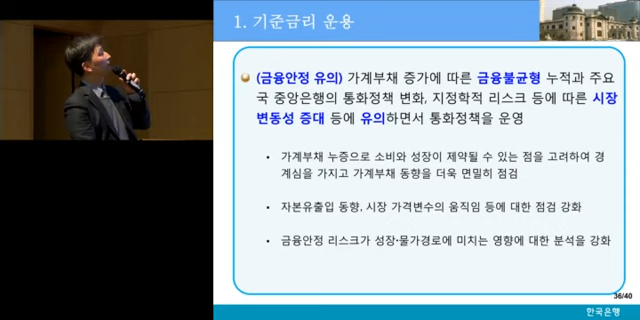 1. 기준금리 운용
(금융안정 유의) 가계부채 증가에 따른 금융불균형 누적과 주요
국 중앙은행의 통화정책 변화, 지정학적 리스크 등에 따른 시장
변동성 증대 등에 유의하면서 통화정책을 운영
• 가계부채 누증으로 소비와 성장이 제약될 수 있는 점을 고려하여 경
계심을 가지고 가계부채 동향을 더욱 면밀히 점검
• 자본유출입 동향, 시장 가격변수의 움직임 등에 대한 점검 강화
• 금융안정 리스크가 성장·물가경로에 미치는 영향에 대한 분석을 강화
36/40
한국은행